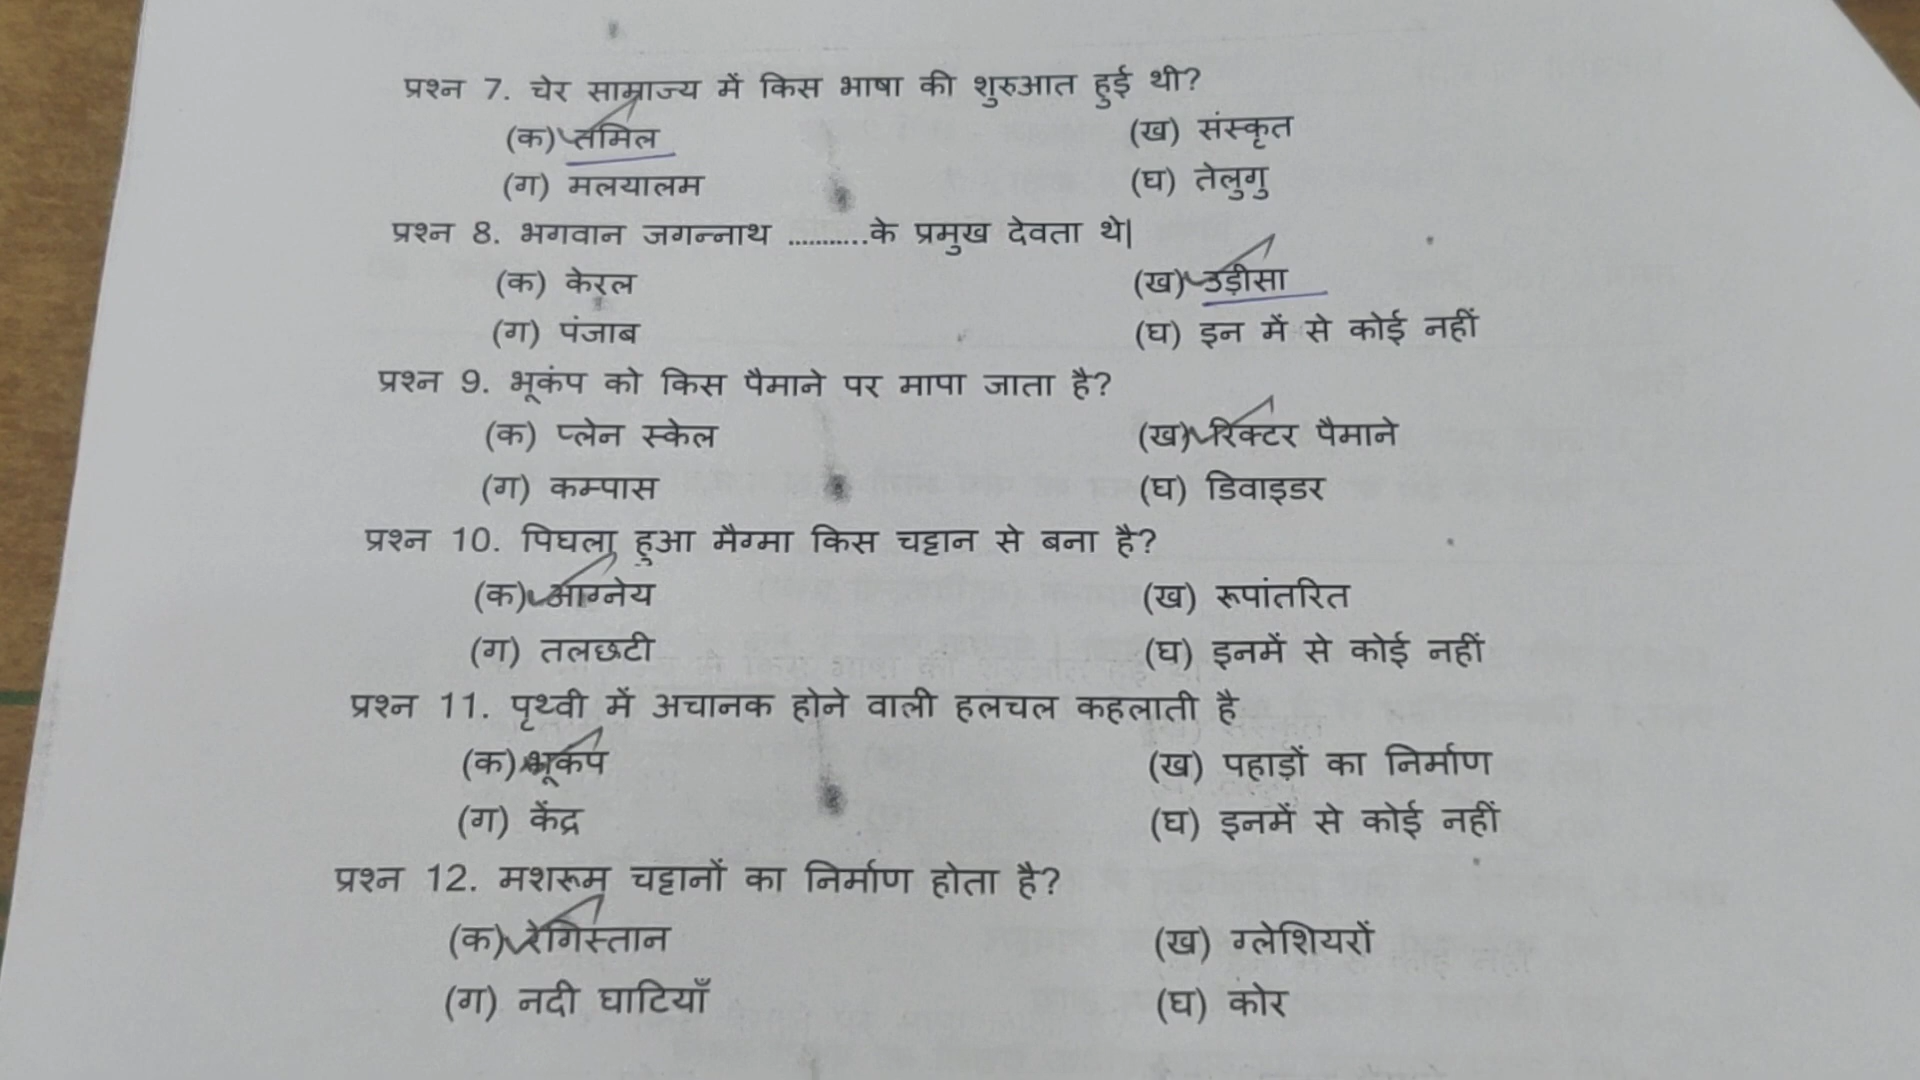 प्रश्न 7. चेर साम्राज्य में किस भाषा की शुरुआत हुई थी?
(क) तमिल (ख) संस्कृत
(ग) मलयालम (घ) तेलुगु
प्रश्न 8. भगवान जगन्नाथ ...........के प्रमुख देवता थे|
(क) केरल (ख) उड़ीसा
(ग) पंजाब (घ) इन में से कोई नहीं
प्रश्न 9. भूकंप को किस पैमाने पर मापा जाता है?
(क) प्लेन स्केल (ख) रिक्टर पैमाने
(ग) कम्पास (घ) डिवाइडर
प्रश्न 10. पिघला हुआ मैग्मा किस चट्टान से बना है?
(क) आग्नेय (ख) रूपांतरित
(ग) तलछटी (घ) इनमें से कोई नहीं
प्रश्न 11. पृथ्वी में अचानक होने वाली हलचल कहलाती है
(क) भूकंप (ख) पहाड़ों का निर्माण
(ग) केंद्र (घ) इनमें से कोई नहीं
प्रश्न 12. मशरूम चट्टानों का निर्माण होता है?
(क) रेगिस्तान (ख) ग्लेशियरों
(ग) नदी घाटियाँ (घ) कोर